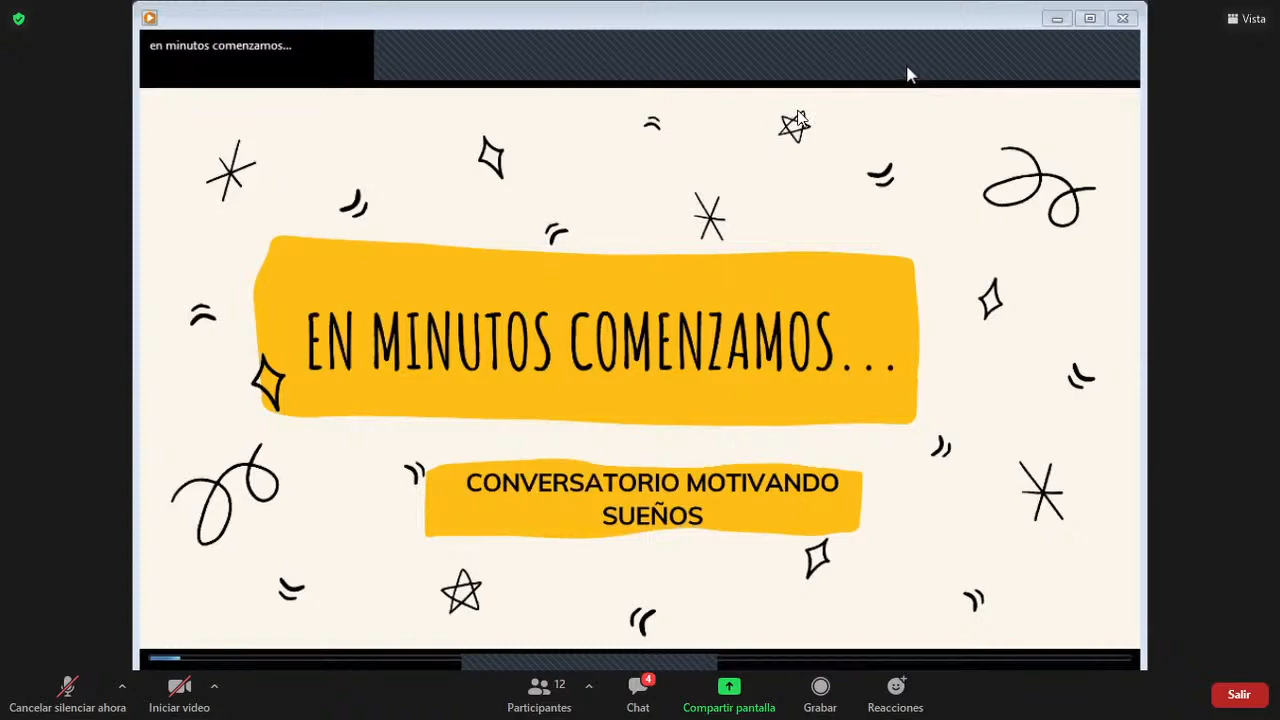 Vista
en minutos comenzamos...
EN MINUTOS COMENZAMOS...
CONVERSATORIO MOTIVANDO
SUEÑOS
12
4
Cancelar silenciar ahora
Iniciar video
Participantes
Chat
Compartir pantalla
Grabar
Reacciones
Salir